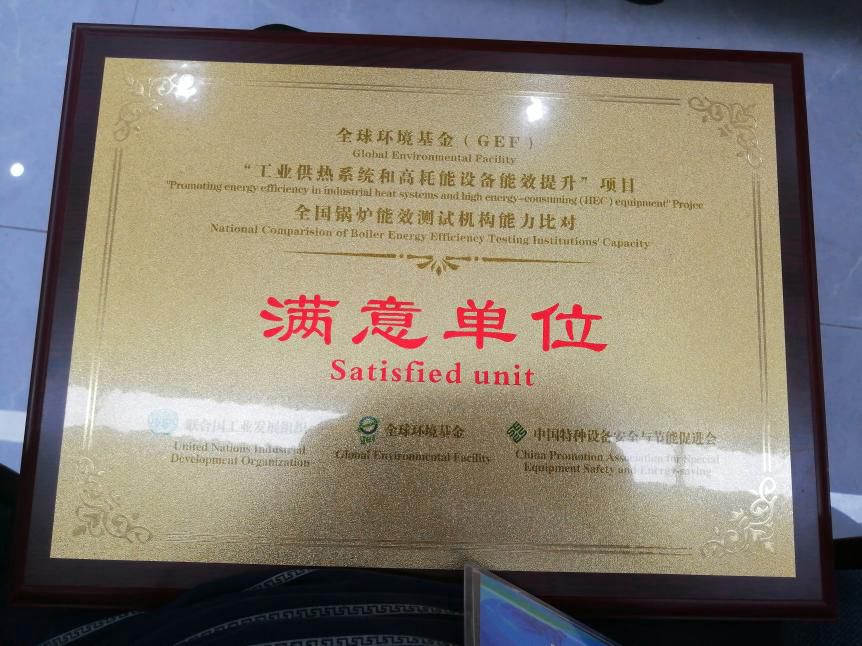 全球环境基金（GEF）
Global Environmental Facility
“工业供热系统和高耗能设备能效提升”项目
"Promoting energy efficiency in industrial heat systems and high energy-consuming (HEC) equipment" Projec
全国锅炉能效测试机构能力比对
National Comparision of Boiler Energy Efficiency Testing Institutions' Capacity
满意单位
Satisfied unit
联合国工业发展组织
United Nations Industrial
Development Organization
gef
全球环境基金
Gloual Environmental Facility
中国特种设备安全与节能促进会
China Promotion Association for Special
Equipment Safety and Energy-saving